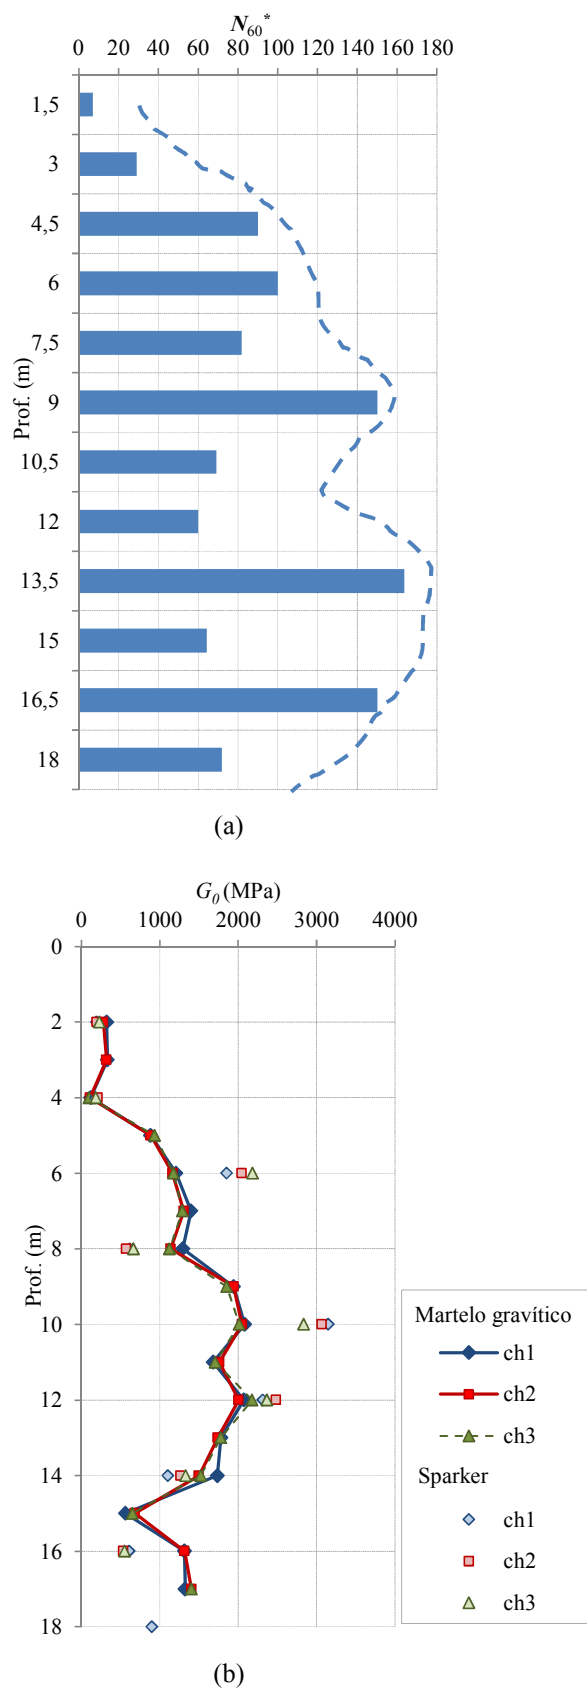 N60*
0 20 40 60 80 100 120 140 160 180
1,5
3
4,5
6
7,5
9
10,5
12
13,5
15
16,5
18
Prof. (m)
(a)
G0 (MPa)
0 1000 2000 3000 4000
0
2
4
6
8
10
12
14
16
18
Prof. (m)
Martelo gravítico
ch1
ch2
ch3
Sparker
ch1
ch2
ch3
(b)